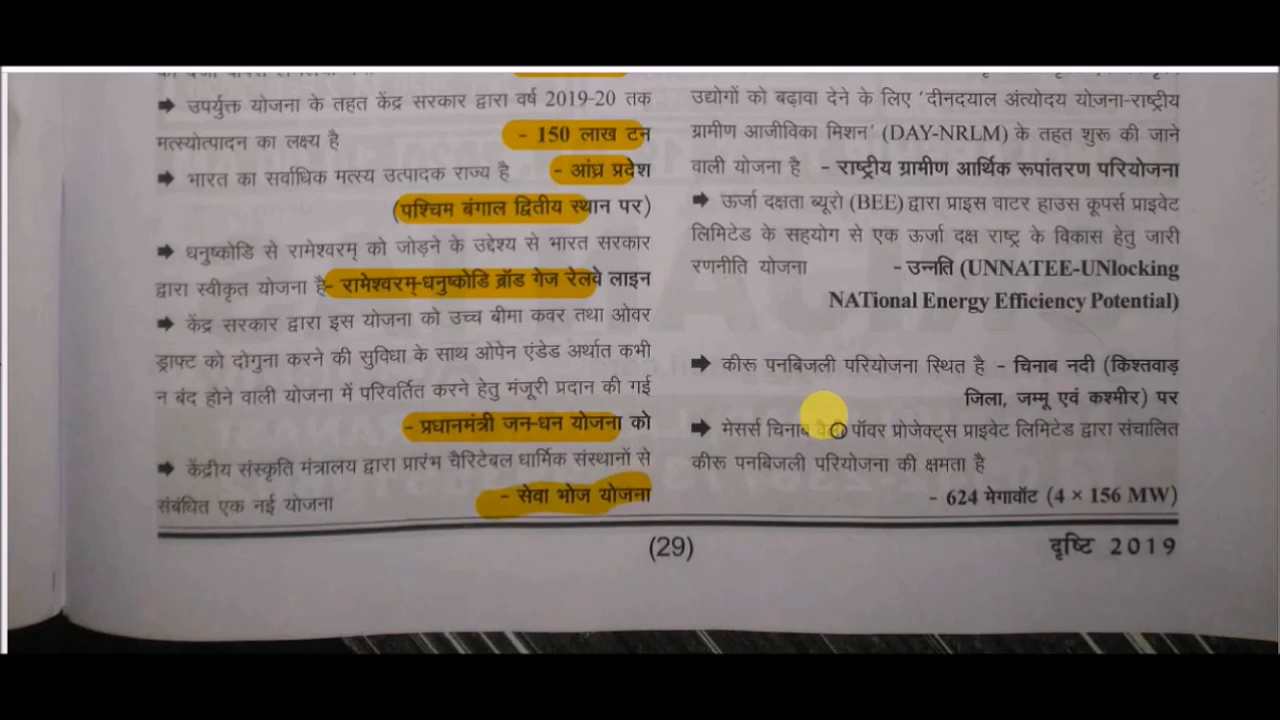 ➡ उपर्युक्त योजना के तहत केंद्र सरकार द्वारा वर्ष 2019-20 तक
मत्स्योत्पादन का लक्ष्य है - 150 लाख टन
➡ भारत का सर्वाधिक मत्स्य उत्पादक राज्य है - आंध्र प्रदेश
(पश्चिम बंगाल द्वितीय स्थान पर)
➡ धनुष्कोडि से रामेश्वरम् को जोड़ने के उद्देश्य से भारत सरकार
द्वारा स्वीकृत योजना है- रामेश्वरम्-धनुष्कोडि ब्रॉड गेज रेलवे लाइन
➡ केंद्र सरकार द्वारा इस योजना को उच्च बीमा कवर तथा ओवर
ड्राफ्ट को दोगुना करने की सुविधा के साथ ओपेन एंडेड अर्थात कभी
न बंद होने वाली योजना में परिवर्तित करने हेतु मंजूरी प्रदान की गई
- प्रधानमंत्री जन-धन योजना को
➡ केंद्रीय संस्कृति मंत्रालय द्वारा प्रारंभ चैरिटेबल धार्मिक संस्थानों से
संबंधित एक नई योजना - सेवा भोज योजना
उद्योगों को बढ़ावा देने के लिए 'दीनदयाल अंत्योदय योजना-राष्ट्रीय
ग्रामीण आजीविका मिशन' (DAY-NRLM) के तहत शुरू की जाने
वाली योजना है - राष्ट्रीय ग्रामीण आर्थिक रूपांतरण परियोजना
➡ ऊर्जा दक्षता ब्यूरो (BEE) द्वारा प्राइस वाटर हाउस कूपर्स प्राइवेट
लिमिटेड के सहयोग से एक ऊर्जा दक्ष राष्ट्र के विकास हेतु जारी
रणनीति योजना - उन्नति (UNNATEE-UNlocking
NATional Energy Efficiency Potential)
➡ कीरू पनबिजली परियोजना स्थित है - चिनाब नदी (किश्तवाड़
जिला, जम्मू एवं कश्मीर) पर
➡ मेसर्स चिनाब पॉवर प्रोजेक्ट्स प्राइवेट लिमिटेड द्वारा संचालित
कीरू पनबिजली परियोजना की क्षमता है
- 624 मेगावॉट (4 × 156 MW)
(29)
दृष्टि 2019